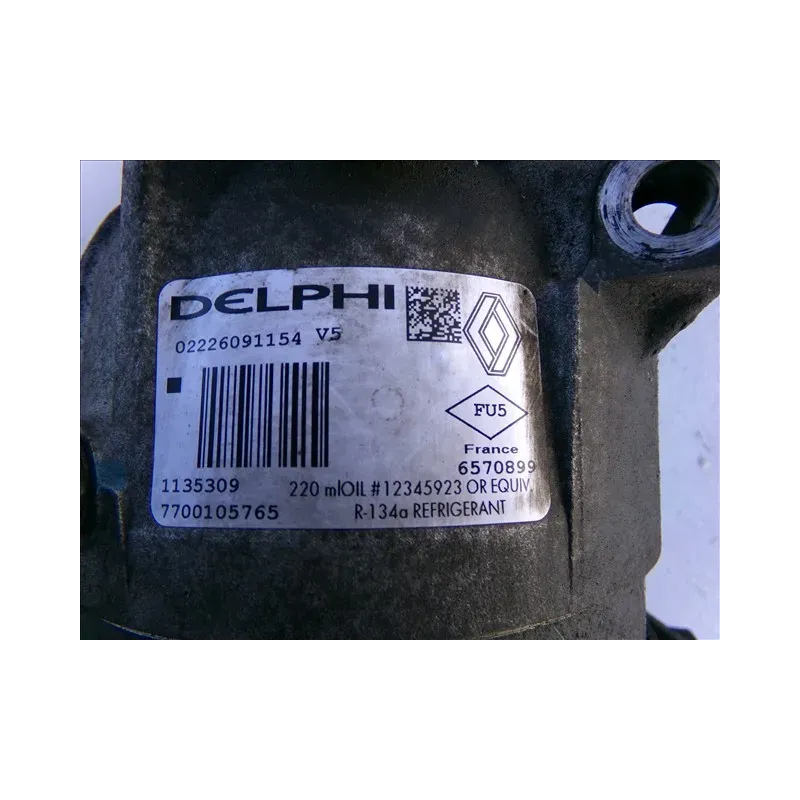 DELPHI
02226091154 V5
FU5
France
6570899
1135309 220 mlOIL #12345923 OR EQUIV.
7700105765 R-134a REFRIGERANT